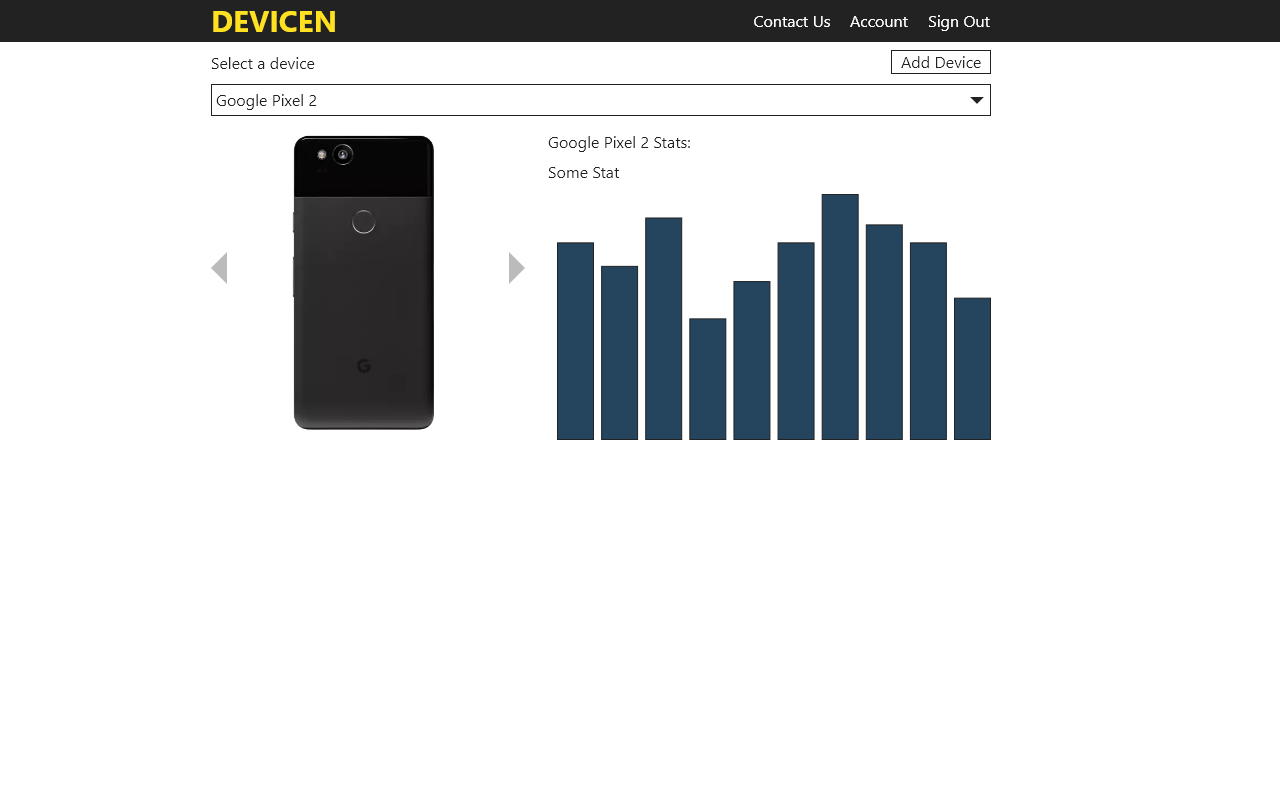 DEVICEN
Contact Us Account Sign Out
Select a device
Add Device
Google Pixel 2
Google Pixel 2 Stats:
Some Stat
G